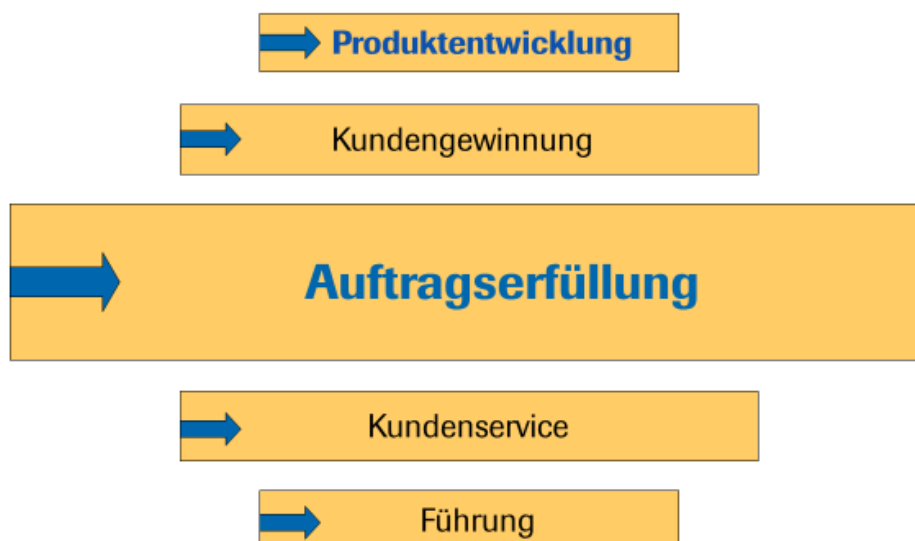 Produktentwicklung
Kundengewinnung
Auftragserfüllung
Kundenservice
Führung